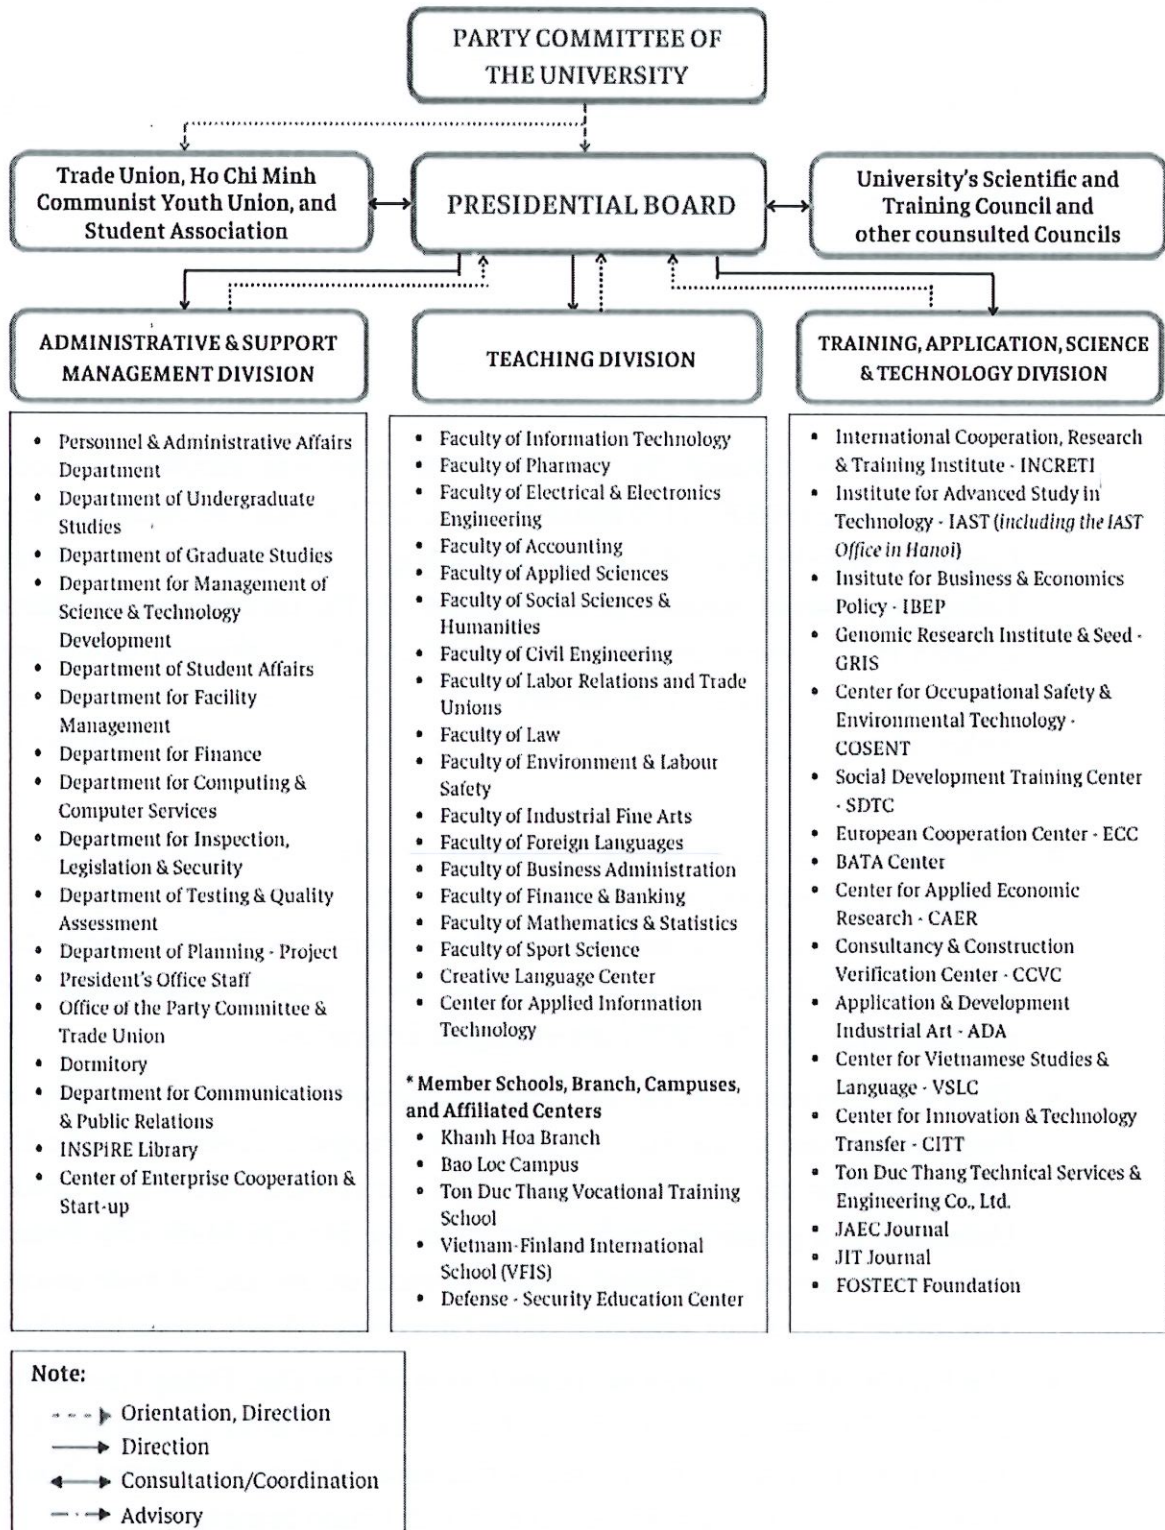 PARTY COMMITTEE OF
THE UNIVERSITY
Trade Union, Ho Chi Minh
Communist Youth Union, and
Student Association
PRESIDENTIAL BOARD
University's Scientific and
Training Council and
other counsulted Councils
ADMINISTRATIVE & SUPPORT
MANAGEMENT DIVISION
TEACHING DIVISION
TRAINING, APPLICATION, SCIENCE
& TECHNOLOGY DIVISION
• Personnel & Administrative Affairs
Department
• Department of Undergraduate
Studies
• Department of Graduate Studies
• Department for Management of
Science & Technology
Development
• Department of Student Affairs
• Department for Facility
Management
• Department for Finance
• Department for Computing &
Computer Services
• Department for Inspection,
Legislation & Security
• Department of Testing & Quality
Assessment
• Department of Planning - Project
• President's Office Staff
• Office of the Party Committee &
Trade Union
• Dormitory
• Department for Communications
& Public Relations
• INSPiRE Library
• Center of Enterprise Cooperation &
Start-up
• Faculty of Information Technology
• Faculty of Pharmacy
• Faculty of Electrical & Electronics
Engineering
• Faculty of Accounting
• Faculty of Applied Sciences
• Faculty of Social Sciences &
Humanities
• Faculty of Civil Engineering
• Faculty of Labor Relations and Trade
Unions
• Faculty of Law
• Faculty of Environment & Labour
Safety
• Faculty of Industrial Fine Arts
• Faculty of Foreign Languages
• Faculty of Business Administration
• Faculty of Finance & Banking
• Faculty of Mathematics & Statistics
• Faculty of Sport Science
• Creative Language Center
• Center for Applied Information
Technology
* Member Schools, Branch, Campuses,
and Affiliated Centers
• Khanh Hoa Branch
• Bao Loc Campus
• Ton Duc Thang Vocational Training
School
• Vietnam-Finland International
School (VFIS)
• Defense - Security Education Center
• International Cooperation, Research
& Training Institute - INCRETI
• Institute for Advanced Study in
Technology - IAST (including the IAST
Office in Hanoi)
• Insitute for Business & Economics
Policy - IBEP
• Genomic Research Institute & Seed -
GRIS
• Center for Occupational Safety &
Environmental Technology -
COSENT
• Social Development Training Center
- SDTC
• European Cooperation Center - ECC
• BATA Center
• Center for Applied Economic
Research - CAER
• Consultancy & Construction
Verification Center - CCVC
• Application & Development
Industrial Art - ADA
• Center for Vietnamese Studies &
Language - VSLC
• Center for Innovation & Technology
Transfer - CITT
• Ton Duc Thang Technical Services &
Engineering Co., Ltd.
• JAEC Journal
• JIT Journal
• FOSTECT Foundation
Note:
Orientation, Direction
Direction
Consultation/Coordination
Advisory